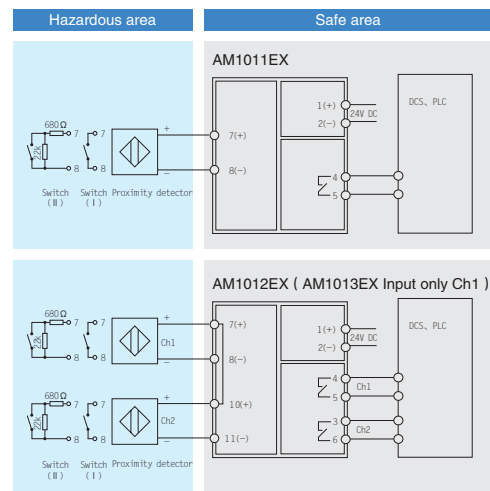 Hazardous area
Safe area
AM1011EX
680Ω
22k
7
8
7
8
+
−
7(+)
8(−)
1(+)
2(−)
24V DC
4
5
DCS、PLC
Switch Switch Proximity detector
(Ⅱ) (Ⅰ)
AM1012EX ( AM1013EX Input only Ch1 )
680Ω
22k
7
8
7
8
+
−
Ch1
7(+)
8(−)
1(+)
2(−)
24V DC
DCS、PLC
4
5
Ch1
680Ω
22k
7
8
7
8
+
−
Ch2
10(+)
11(−)
3
6
Ch2
Switch Switch Proximity detector
(Ⅱ) (Ⅰ)